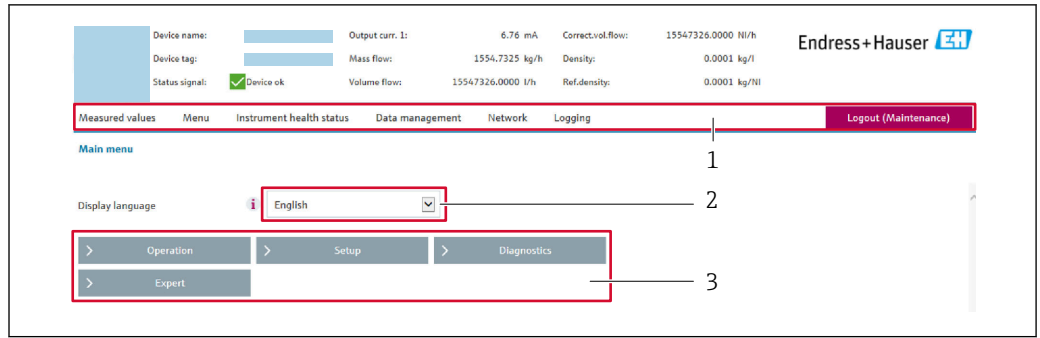 Device name: Output curr. 1: 6.76 mA Correct.vol.flow: 15547326.0000 Nl/h
Endress+Hauser EH
Device tag: Mass flow: 1554.7325 kg/h Density: 0.0001 kg/l
Status signal: Device ok Volume flow: 15547326.0000 l/h Ref.density: 0.0001 kg/Nl
Measured values Menu Instrument health status Data management Network Logging Logout (Maintenance)
1
Main menu
Display language i English 2
> Operation > Setup > Diagnostics
> Expert 3